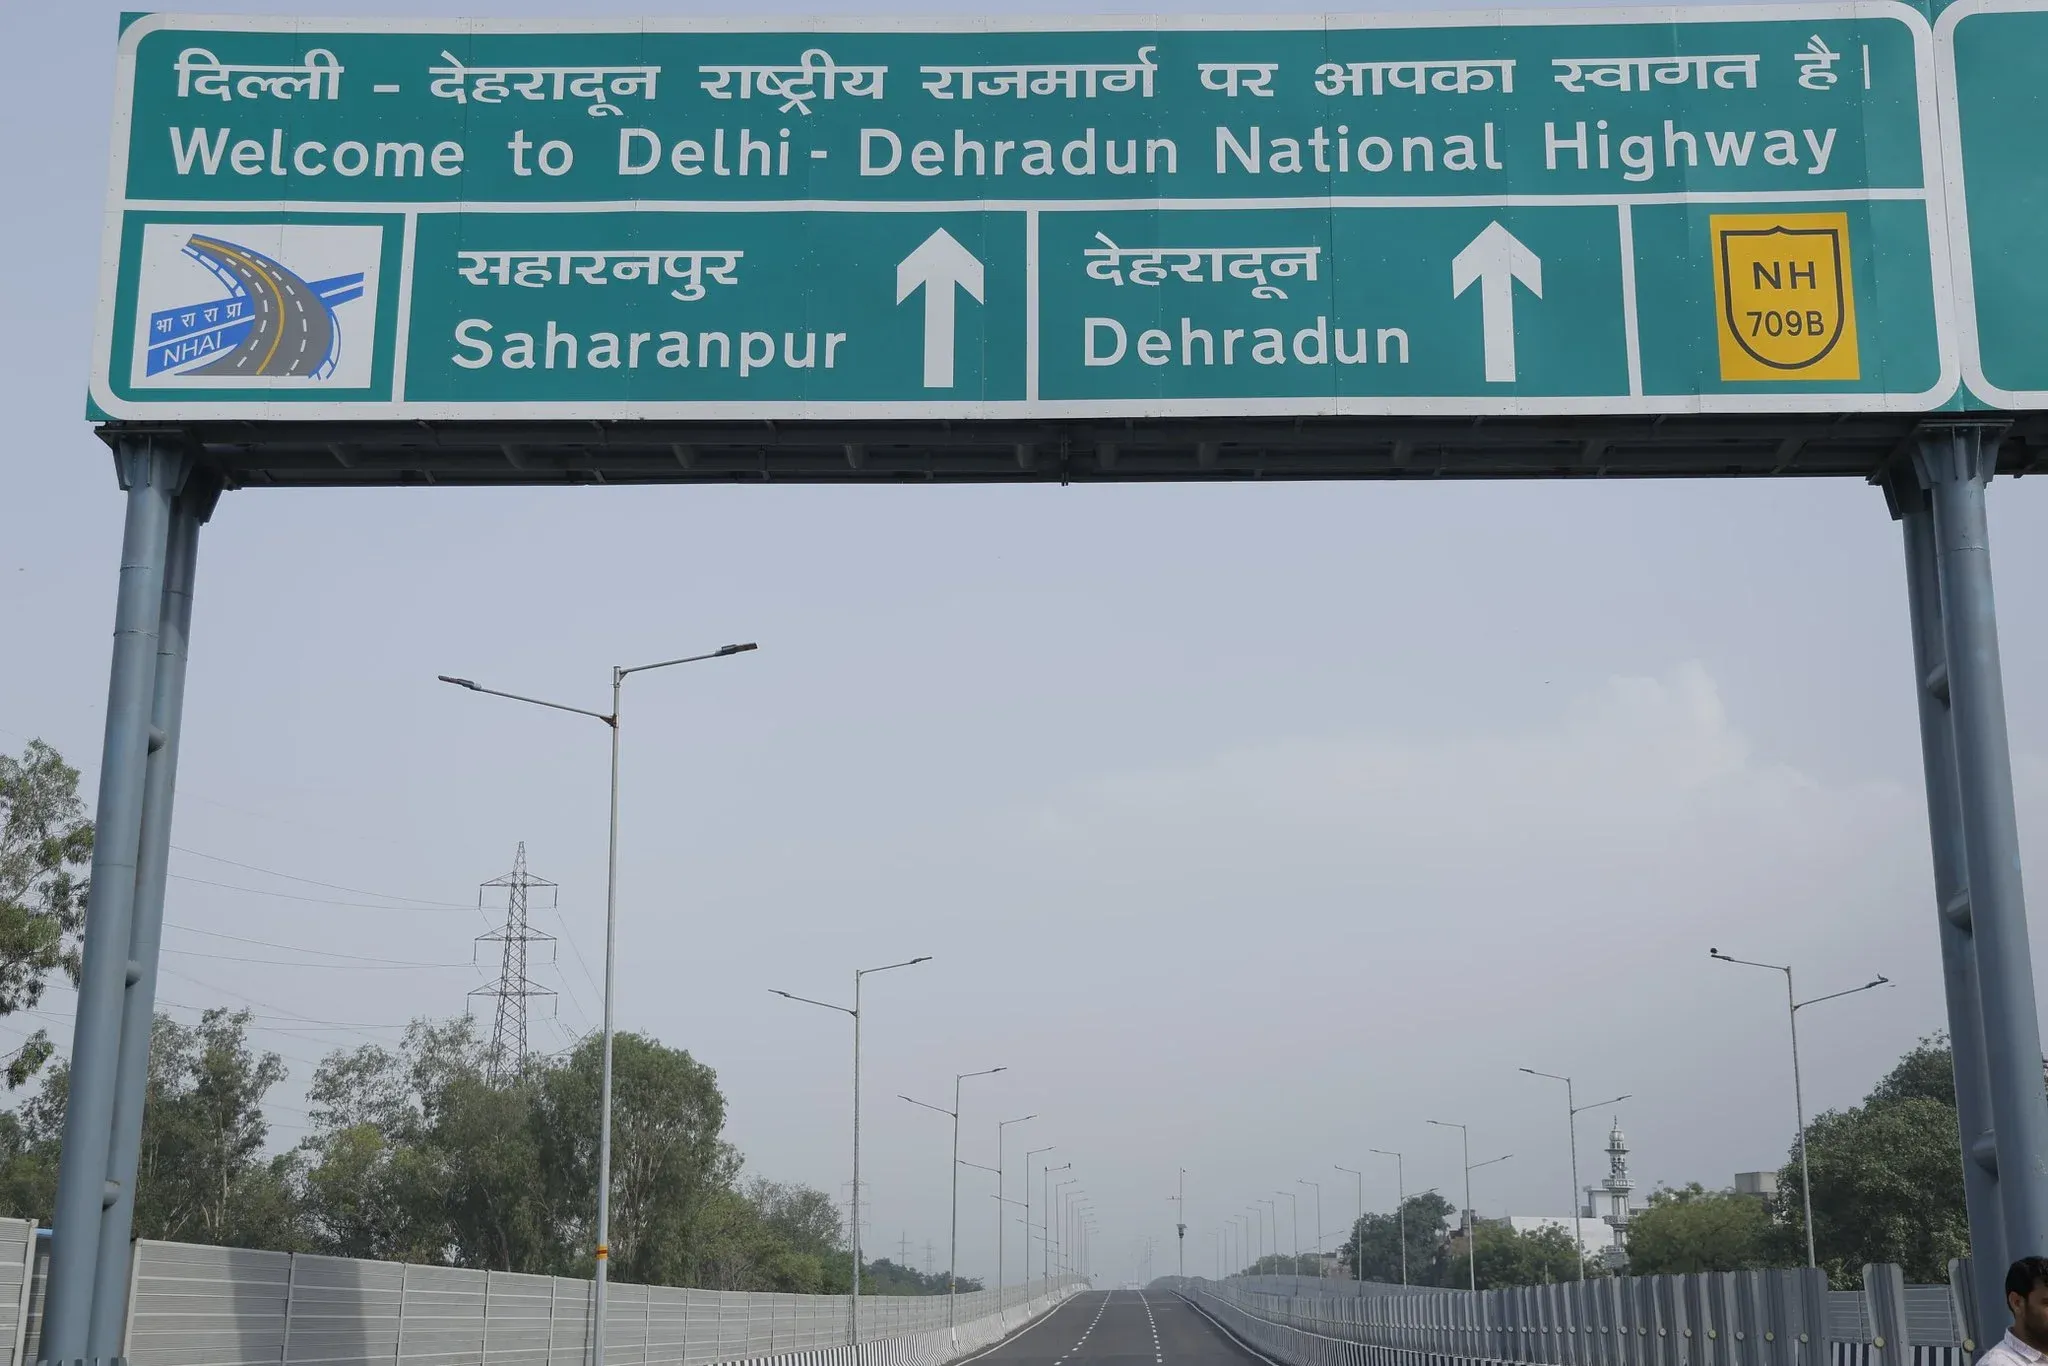 दिल्ली - देहरादून राष्ट्रीय राजमार्ग पर आपका स्वागत है |
Welcome to Delhi - Dehradun National Highway
भा रा रा प्रा
NHAI
सहारनपुर
Saharanpur
देहरादून
Dehradun
NH
709B